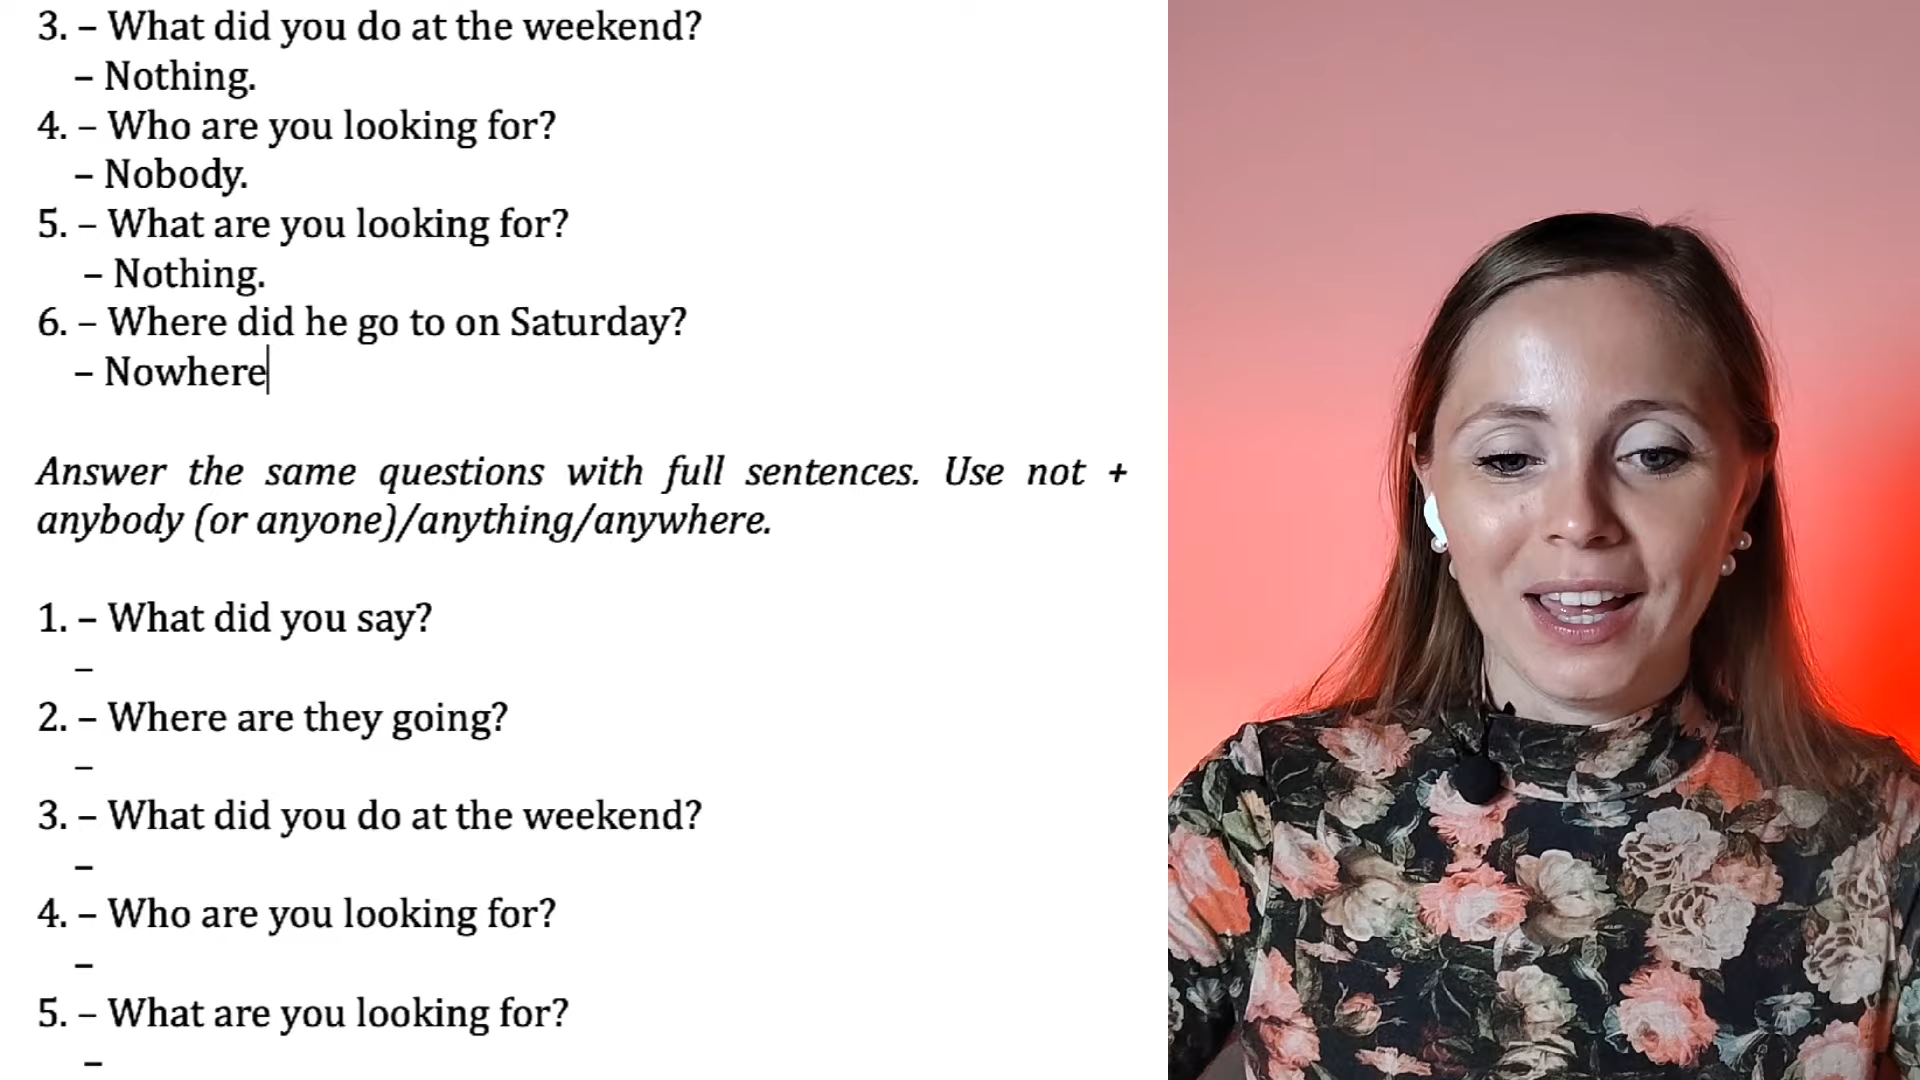 3. – What did you do at the weekend?
– Nothing.
4. – Who are you looking for?
– Nobody.
5. – What are you looking for?
– Nothing.
6. – Where did he go to on Saturday?
– Nowhere
Answer the same questions with full sentences. Use not +
anybody (or anyone)/anything/anywhere.
1. – What did you say?
–
2. – Where are they going?
–
3. – What did you do at the weekend?
–
4. – Who are you looking for?
–
5. – What are you looking for?
–